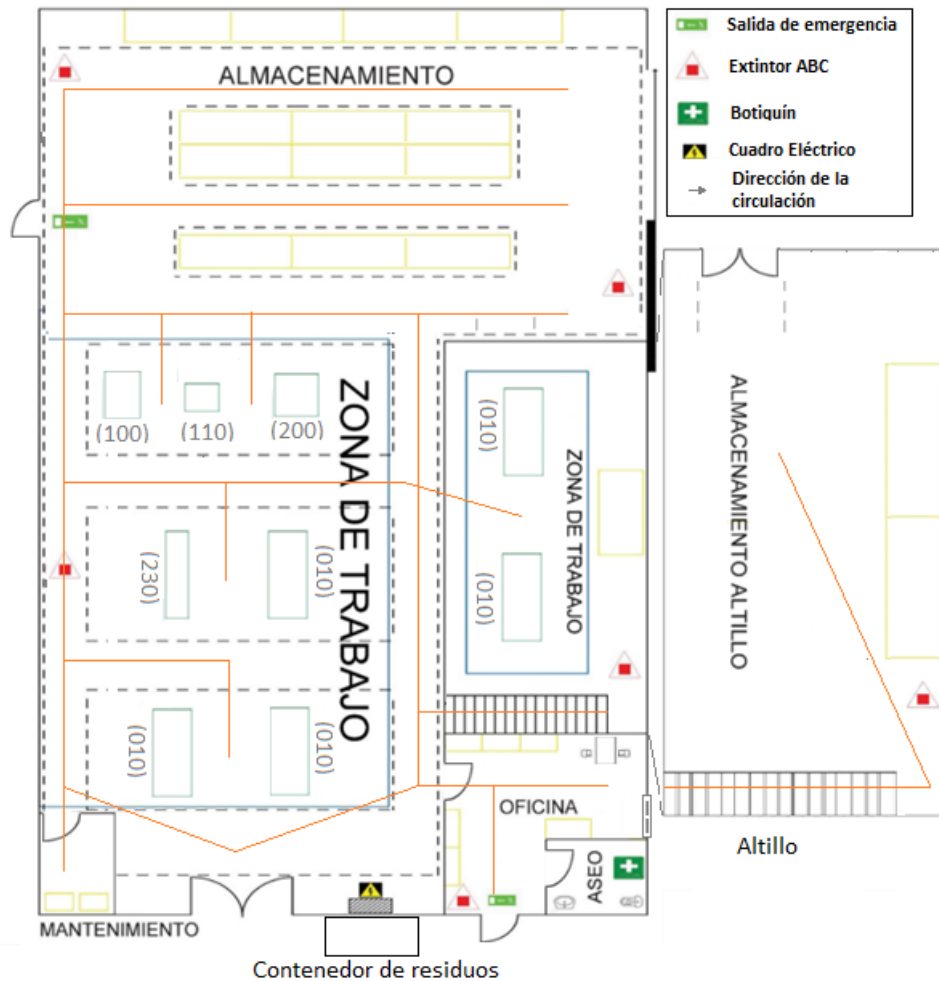 Salida de emergencia
Extintor ABC
Botiquín
Cuadro Eléctrico
Dirección de la
circulación
ALMACENAMIENTO
(100)
(110)
(200)
ZONA DE TRABAJO
(010)
(010)
ZONA DE TRABAJO
ALMACENAMIENTO ALTILLO
(230)
(010)
(010)
(010)
OFICINA
ASEO
Altillo
MANTENIMIENTO
Contenedor de residuos